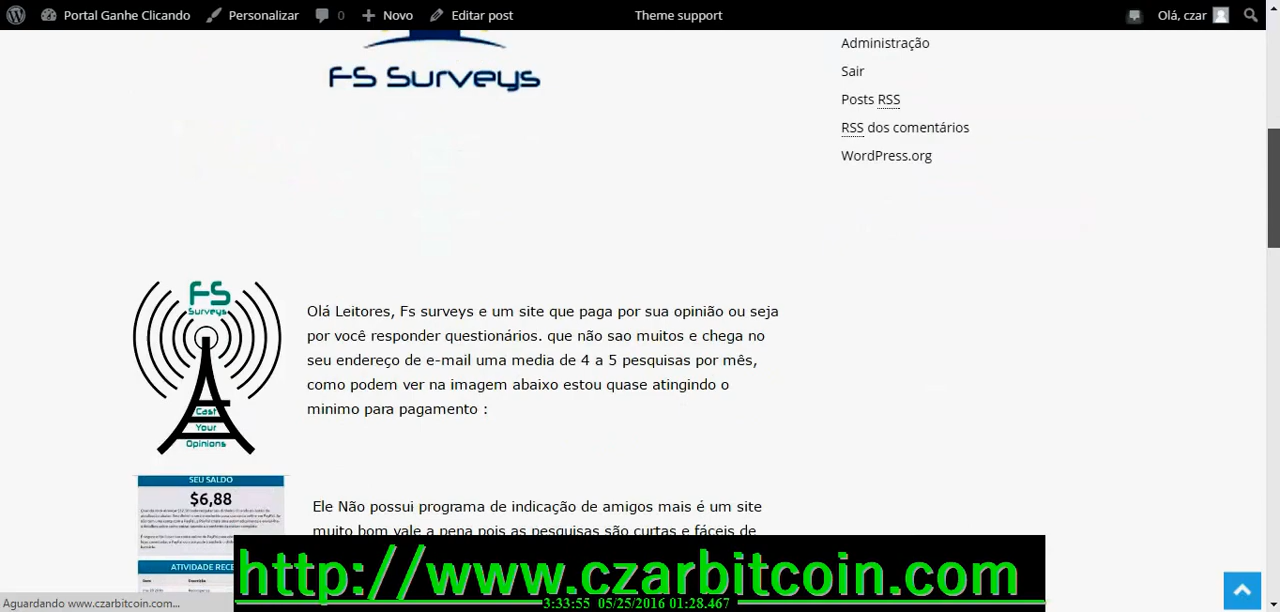 Portal Ganhe Clicando Personalizar 0 Novo Editar post Theme support Olá, czar
FS Surveys
Administração
Sair
Posts RSS
RSS dos comentários
WordPress.org
FS
Surveys
Cast
Your
Opinions
Olá Leitores, Fs surveys e um site que paga por sua opinião ou seja
por você responder questionários. que não sao muitos e chega no
seu endereço de e-mail uma media de 4 a 5 pesquisas por mês,
como podem ver na imagem abaixo estou quase atingindo o
minimo para pagamento :
SEU SALDO
$6,88
ATIVIDADE RECE
Ele Não possui programa de indicação de amigos mais é um site
muito bom vale a pena pois as pesquisas são curtas e fáceis de
http://www.czarbitcoin.com
3:33:55 05/25/2016 01:28.467
Aguardando www.czarbitcoin.com...